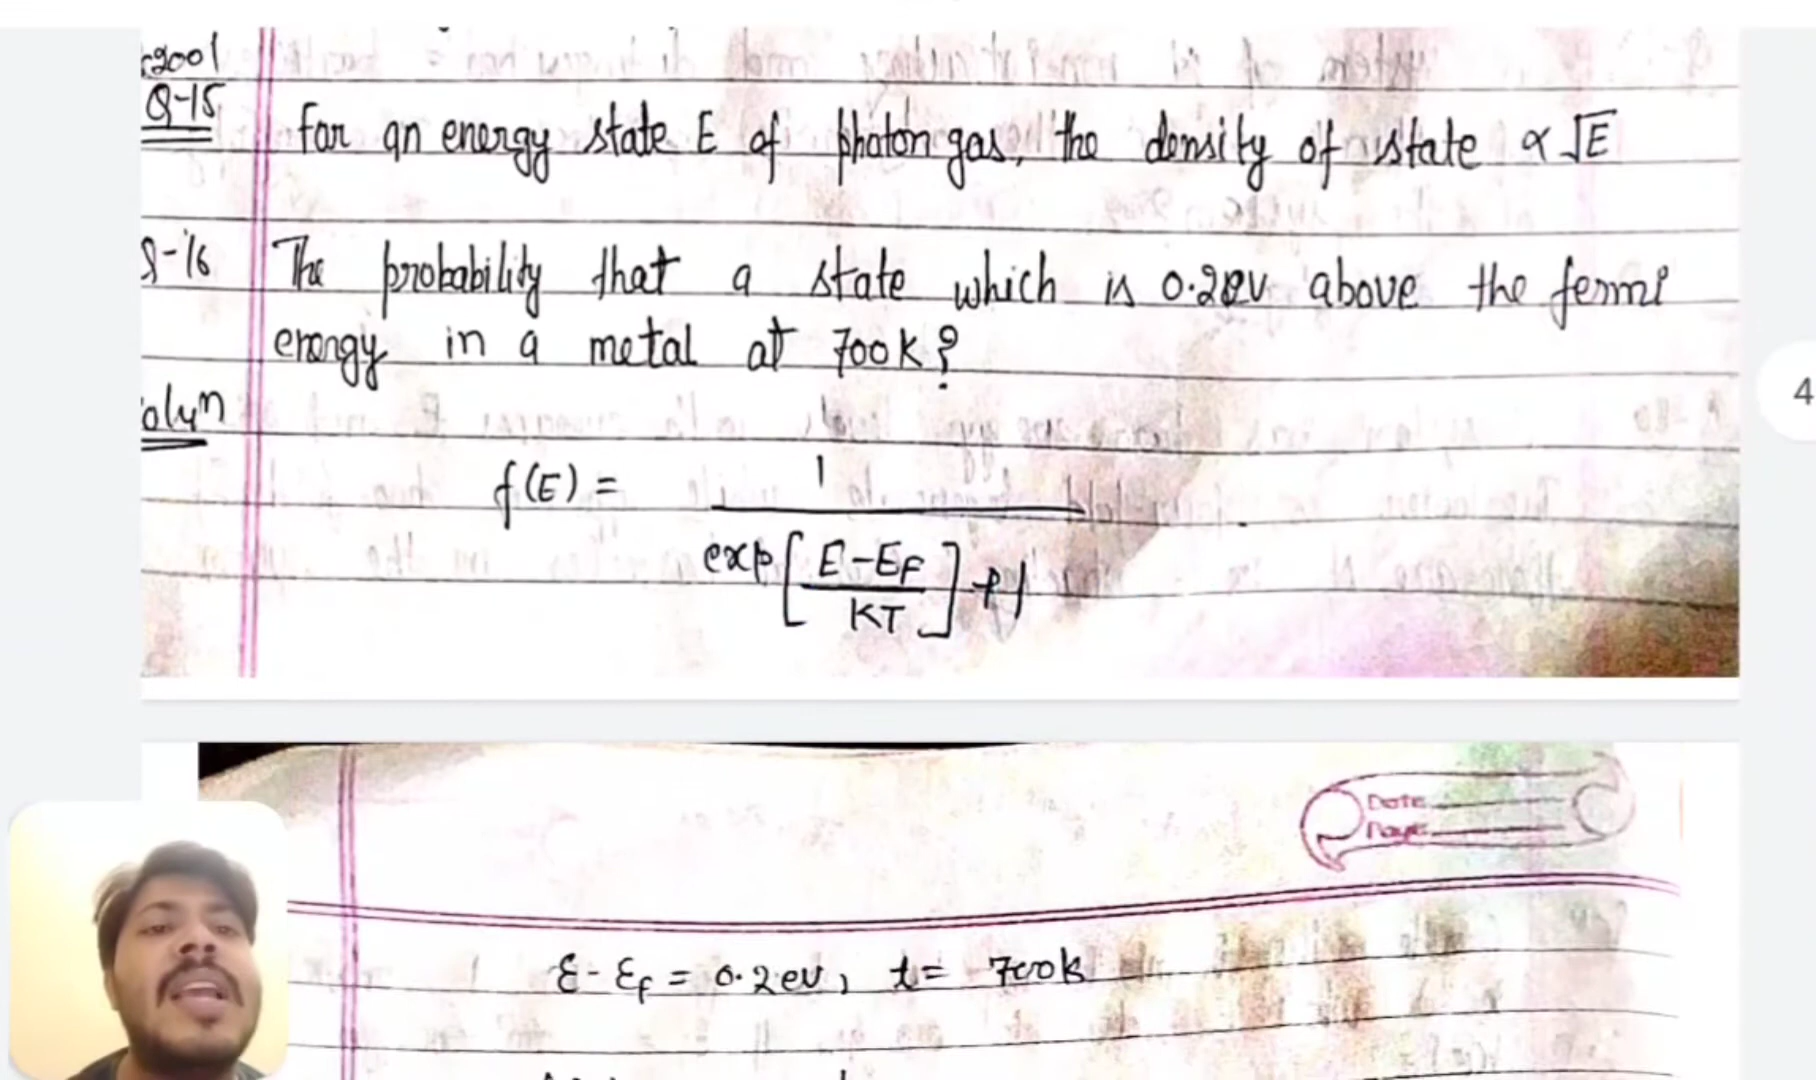 2001
Q-15 For an energy state E of photon gas, the density of state ∝ √E
Q-16 The probability that a state which is 0.2eV above the fermi
energy in a metal at 700K?
f(E) = 1
exp[E-EF
KT] + 1
4
Date
Page
E - EF = 0.2eV, t = 700k